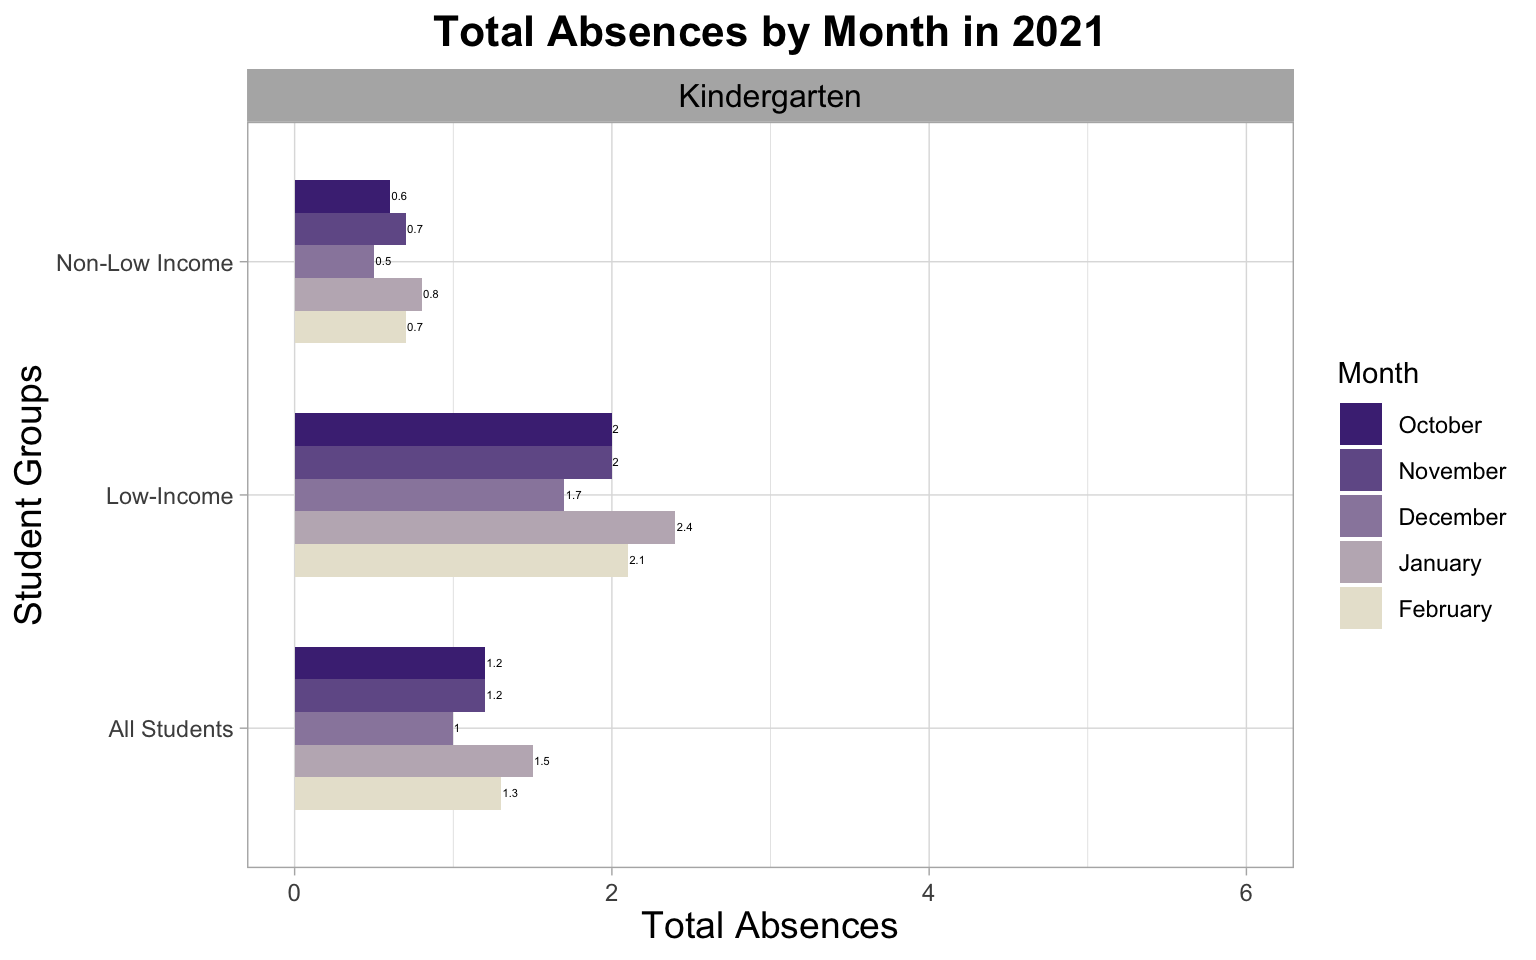 Total Absences by Month in 2021
Kindergarten
Student Groups
Non-Low Income
0.6
0.7
0.5
0.8
0.7
Low-Income
2
2
1.7
2.4
2.1
All Students
1.2
1.2
1
1.5
1.3
0 2 4 6
Total Absences
Month
October
November
December
January
February